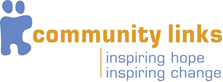 community links
inspiring hope
inspiring change